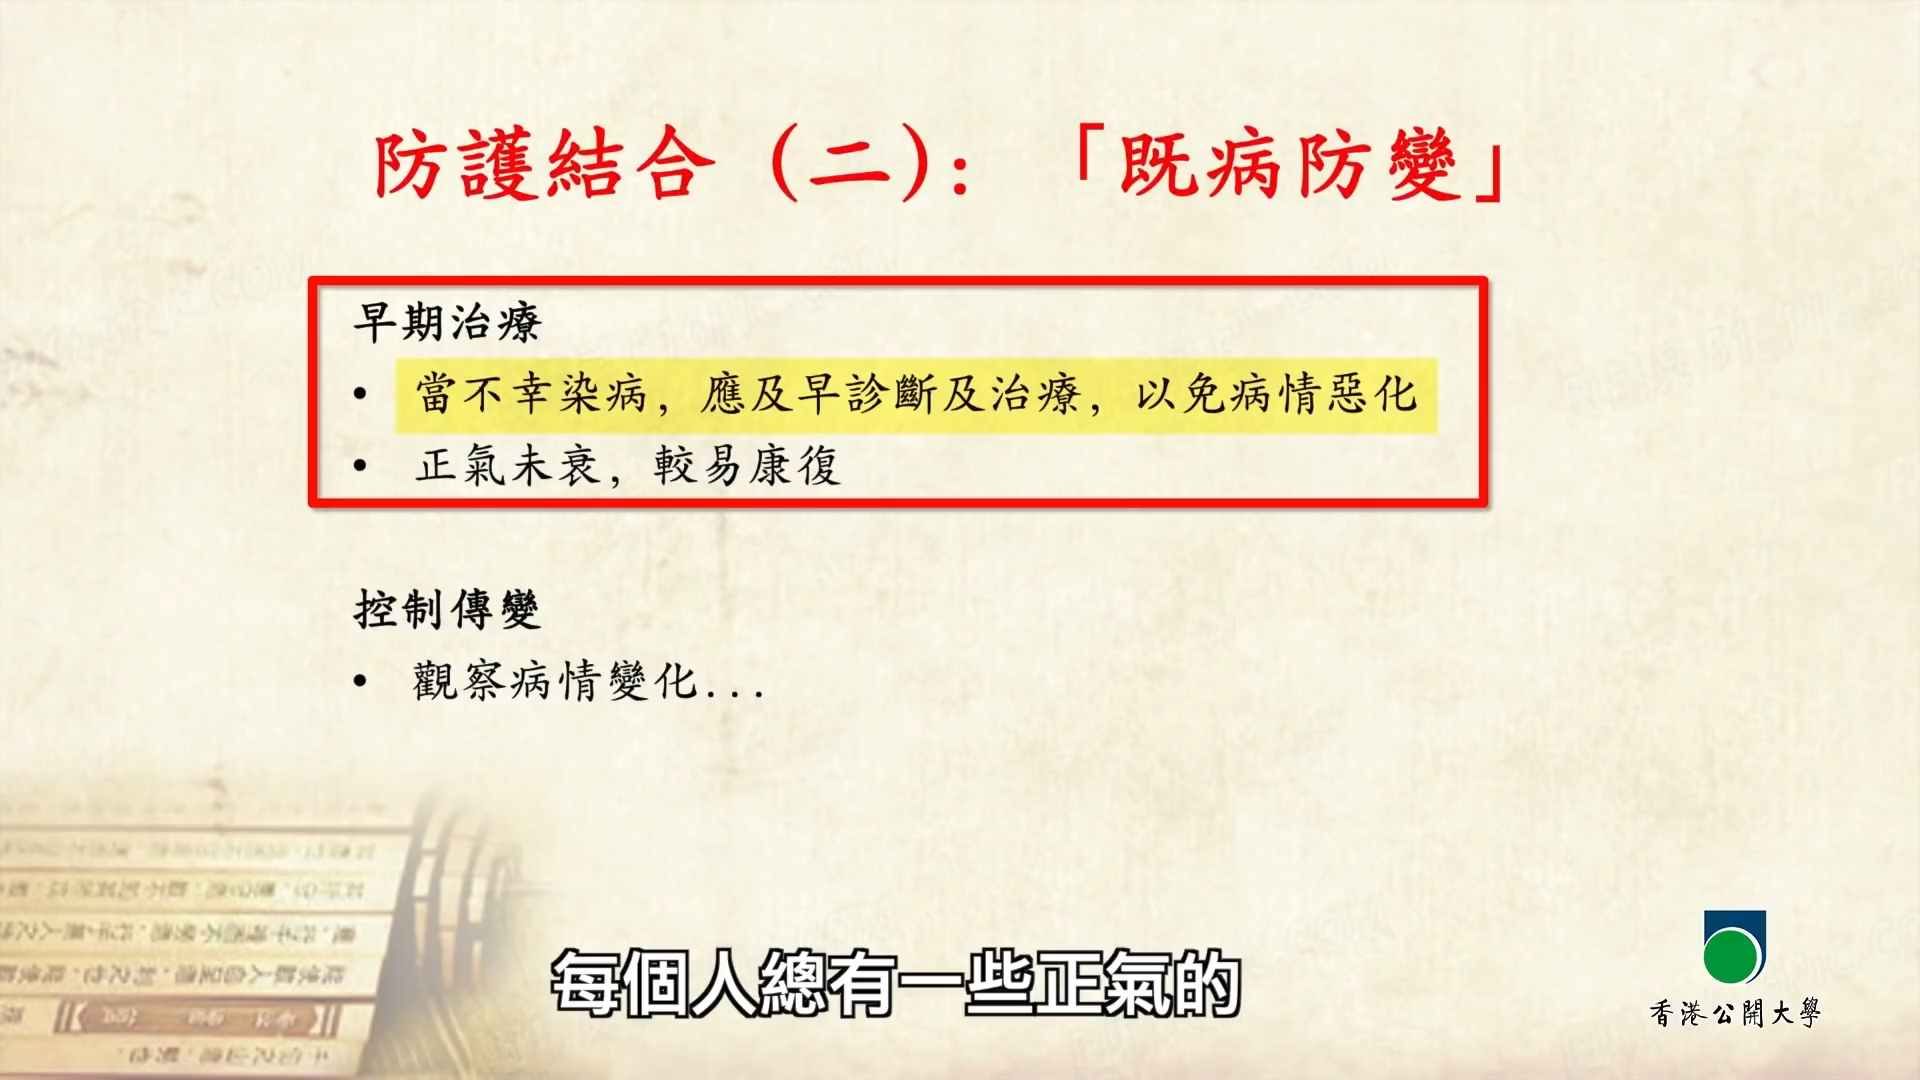 防護結合（二）：「既病防變」
早期治療
• 當不幸染病，應及早診斷及治療，以免病情惡化
• 正氣未衰，較易康復
控制傳變
• 觀察病情變化...
每個人總有一些正氣的
香港公開大學